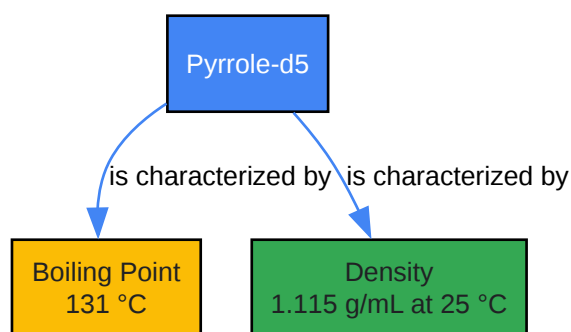 Pyrrole-d5
is characterized by is characterized by
Boiling Point
131 °C
Density
1.115 g/mL at 25 °C